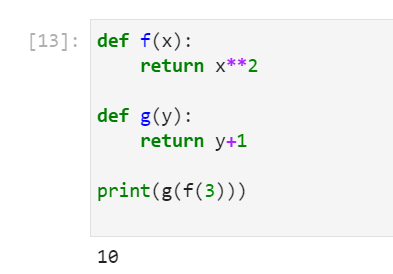 [13]: def f(x):
    return x**2
def g(y):
    return y+1
print(g(f(3)))
10